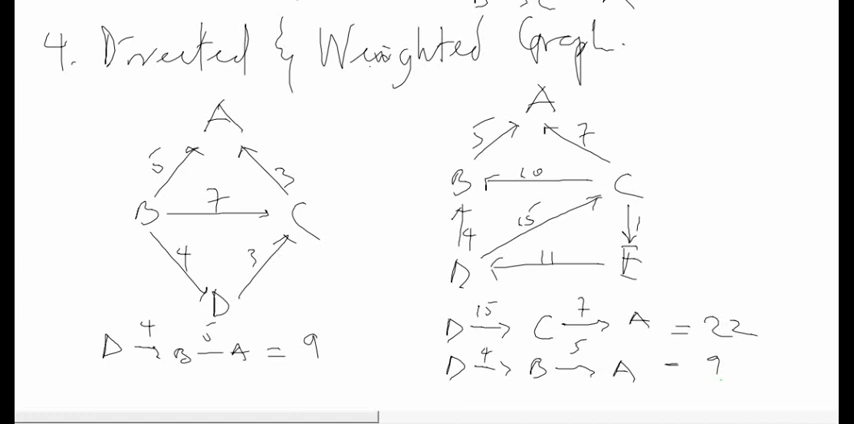 4. Directed & Weighted Graph.
A A
5 3 5 7
B 7 C B 10 C
4 3 4 15 1
D D 11 E
D 4→ B 5— A = 9
D 15→ C 7→ A = 22
D 4→ B 5→ A - 9